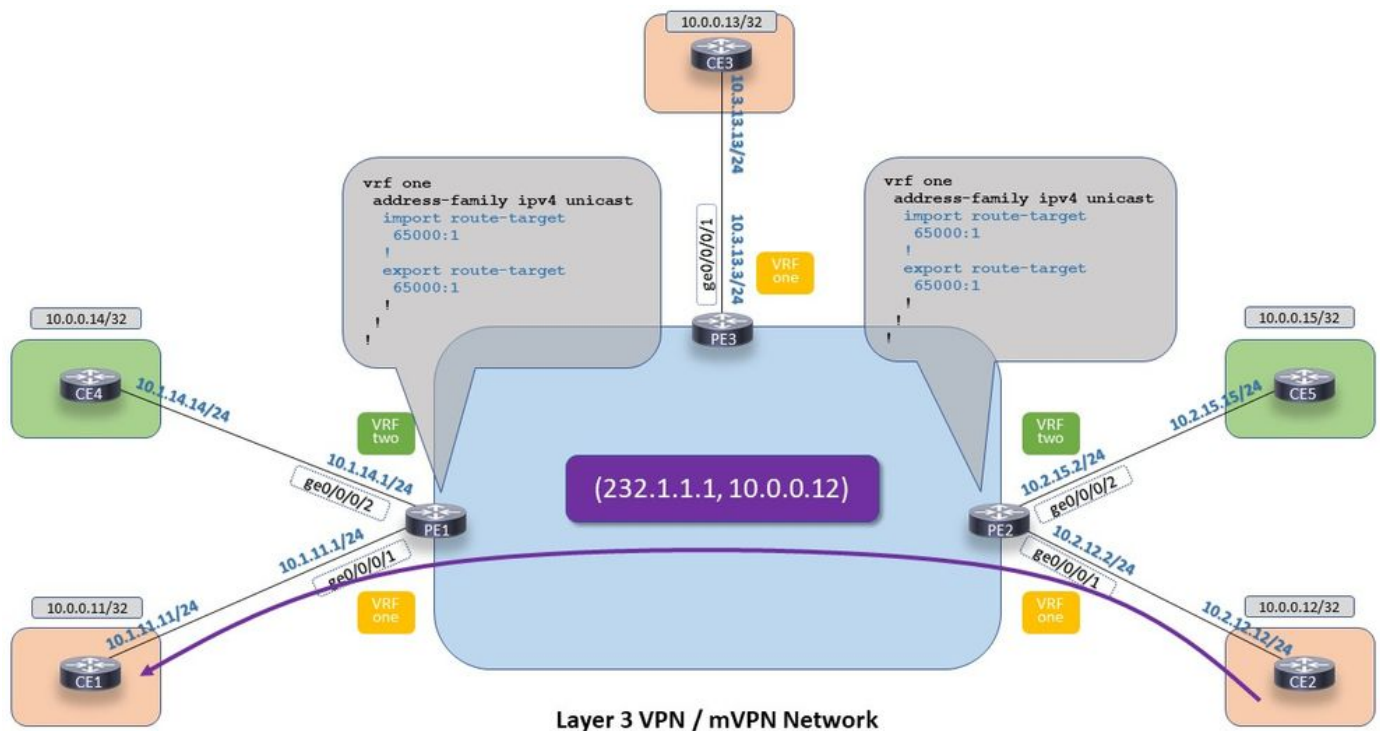 10.0.0.13/32
CE3
10.3.13.13/24
vrf one
address-family ipv4 unicast
import route-target
65000:1
!
export route-target
65000:1
!
!
!
ge0/0/0/1
10.3.13.3/24
VRF
one
PE3
vrf one
address-family ipv4 unicast
import route-target
65000:1
!
export route-target
65000:1
!
!
!
10.0.0.14/32
CE4
10.1.14.14/24
VRF
two
10.1.14.1/24
ge0/0/0/2
PE1
(232.1.1.1, 10.0.0.12)
10.0.0.15/32
CE5
10.2.15.15/24
VRF
two
10.2.15.2/24
ge0/0/0/2
PE2
10.1.11.1/24
ge0/0/0/1
VRF
one
10.0.0.11/32
10.1.11.11/24
CE1
10.2.12.2/24
ge0/0/0/1
VRF
one
10.0.0.12/32
10.2.12.12/24
CE2
Layer 3 VPN / mVPN Network